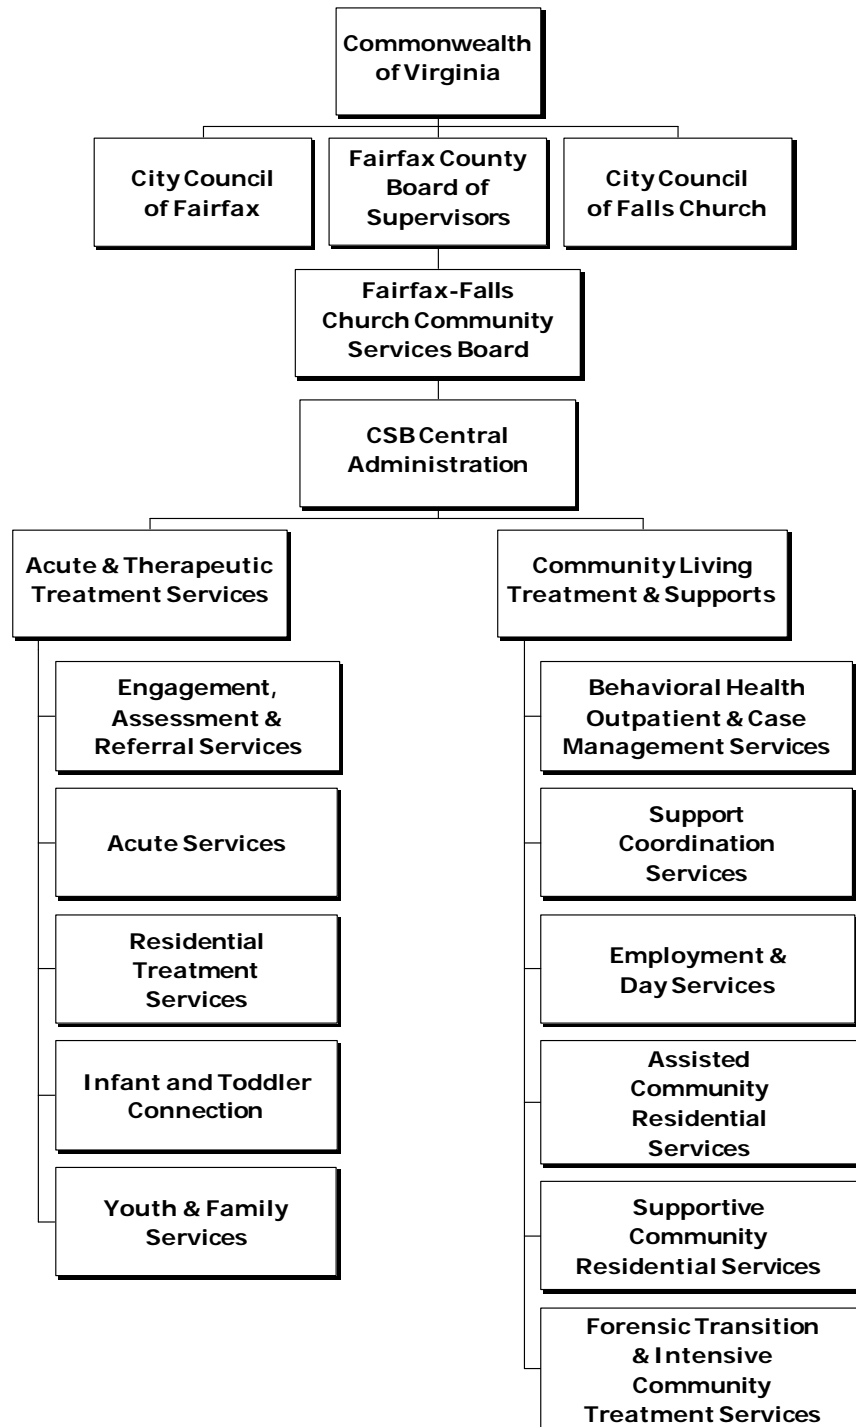 Commonwealth
of Virginia
City Council
of Fairfax
Fairfax County
Board of
Supervisors
City Council
of Falls Church
Fairfax-Falls
Church Community
Services Board
CSB Central
Administration
Acute & Therapeutic
Treatment Services
Engagement,
Assessment &
Referral Services
Acute Services
Residential
Treatment
Services
Infant and Toddler
Connection
Youth & Family
Services
Community Living
Treatment & Supports
Behavioral Health
Outpatient & Case
Management Services
Support
Coordination
Services
Employment &
Day Services
Assisted
Community
Residential
Services
Supportive
Community
Residential Services
Forensic Transition
& Intensive
Community
Treatment Services